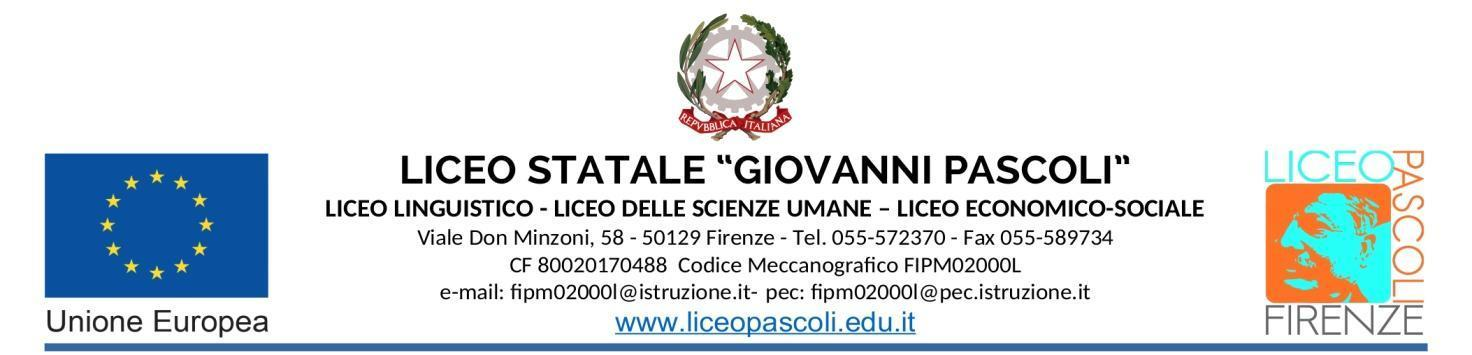 REPVBBLICA ITALIANA
LICEO STATALE “GIOVANNI PASCOLI”
LICEO LINGUISTICO - LICEO DELLE SCIENZE UMANE – LICEO ECONOMICO-SOCIALE
Viale Don Minzoni, 58 - 50129 Firenze - Tel. 055-572370 - Fax 055-589734
CF 80020170488 Codice Meccanografico FIPM02000L
e-mail: fipm02000l@istruzione.it- pec: fipm02000l@pec.istruzione.it
www.liceopascoli.edu.it
Unione Europea
LICEO
PASCOLI
FIRENZE